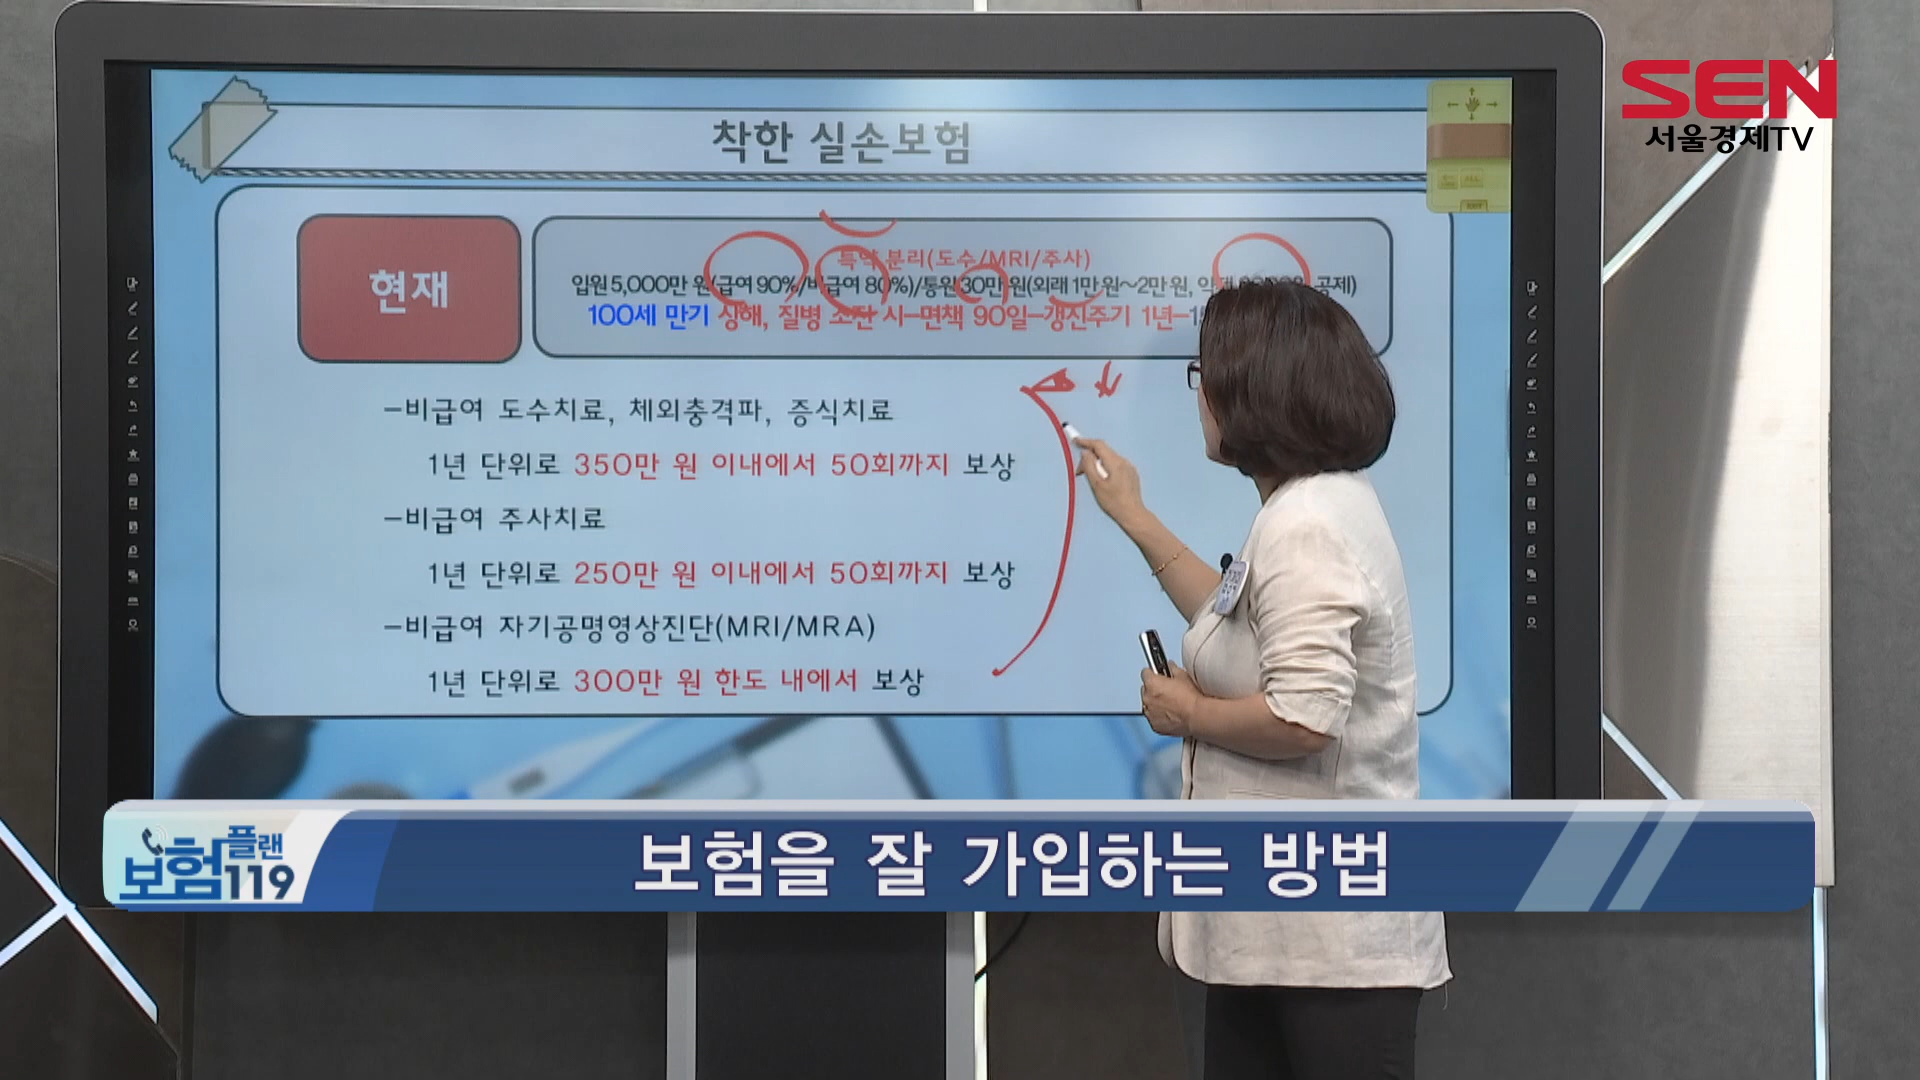 SEN
서울경제TV
착한 실손보험
현재
특약 분리(도수/MRI/주사)
입원 5,000만 원(급여 90%/비급여 80%)/통원 30만 원(외래 1만 원~2만 원, 공제)
100세 만기 상해, 질병 진단 시-면책 90일-갱신주기 1년-
-비급여 도수치료, 체외충격파, 증식치료
1년 단위로 350만 원 이내에서 50회까지 보상
-비급여 주사치료
1년 단위로 250만 원 이내에서 50회까지 보상
-비급여 자기공명영상진단(MRI/MRA)
1년 단위로 300만 원 한도 내에서 보상
보험플랜119
보험을 잘 가입하는 방법